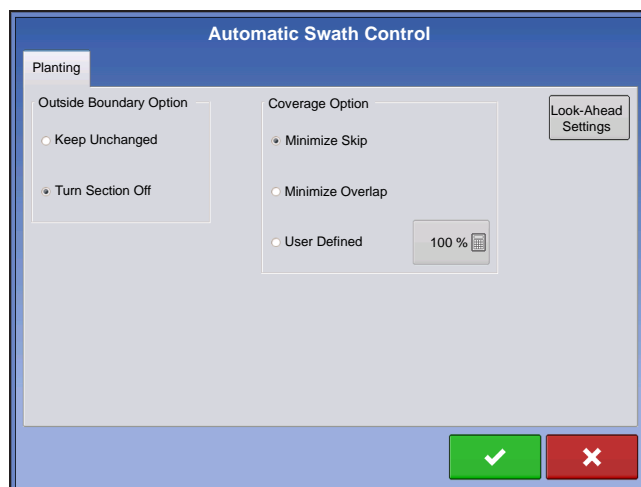 Automatic Swath Control
Planting
Outside Boundary Option
Keep Unchanged
Turn Section Off
Coverage Option
Minimize Skip
Minimize Overlap
User Defined
100 %
Look-Ahead
Settings